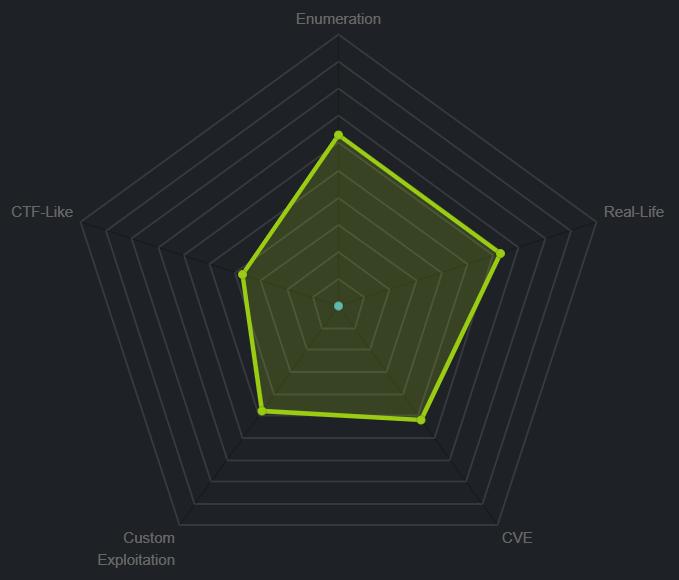 Enumeration
CTF-Like
Real-Life
Custom
Exploitation
CVE